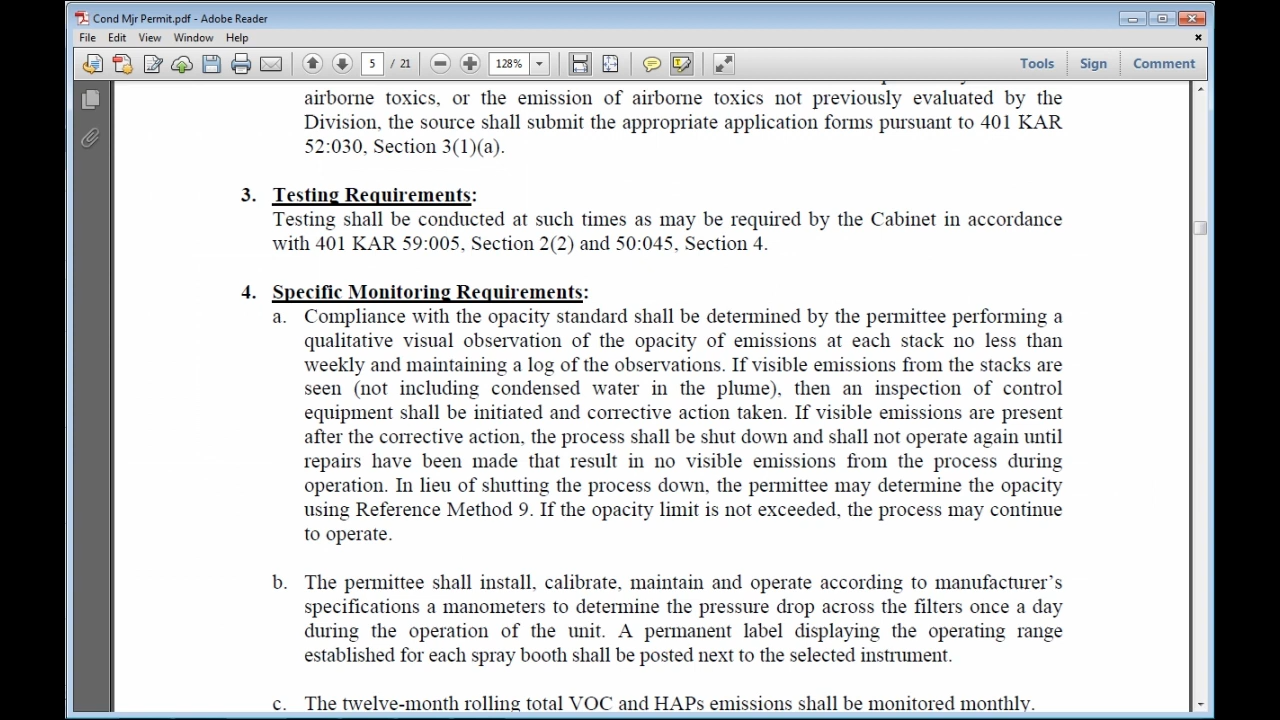 Cond Mjr Permit.pdf - Adobe Reader
File Edit View Window Help
5 / 21 128% Tools Sign Comment
airborne toxics, or the emission of airborne toxics not previously evaluated by the
Division, the source shall submit the appropriate application forms pursuant to 401 KAR
52:030, Section 3(1)(a).
3. Testing Requirements:
Testing shall be conducted at such times as may be required by the Cabinet in accordance
with 401 KAR 59:005, Section 2(2) and 50:045, Section 4.
4. Specific Monitoring Requirements:
a. Compliance with the opacity standard shall be determined by the permittee performing a
qualitative visual observation of the opacity of emissions at each stack no less than
weekly and maintaining a log of the observations. If visible emissions from the stacks are
seen (not including condensed water in the plume), then an inspection of control
equipment shall be initiated and corrective action taken. If visible emissions are present
after the corrective action, the process shall be shut down and shall not operate again until
repairs have been made that result in no visible emissions from the process during
operation. In lieu of shutting the process down, the permittee may determine the opacity
using Reference Method 9. If the opacity limit is not exceeded, the process may continue
to operate.
b. The permittee shall install, calibrate, maintain and operate according to manufacturer’s
specifications a manometers to determine the pressure drop across the filters once a day
during the operation of the unit. A permanent label displaying the operating range
established for each spray booth shall be posted next to the selected instrument.
c. The twelve-month rolling total VOC and HAPs emissions shall be monitored monthly.